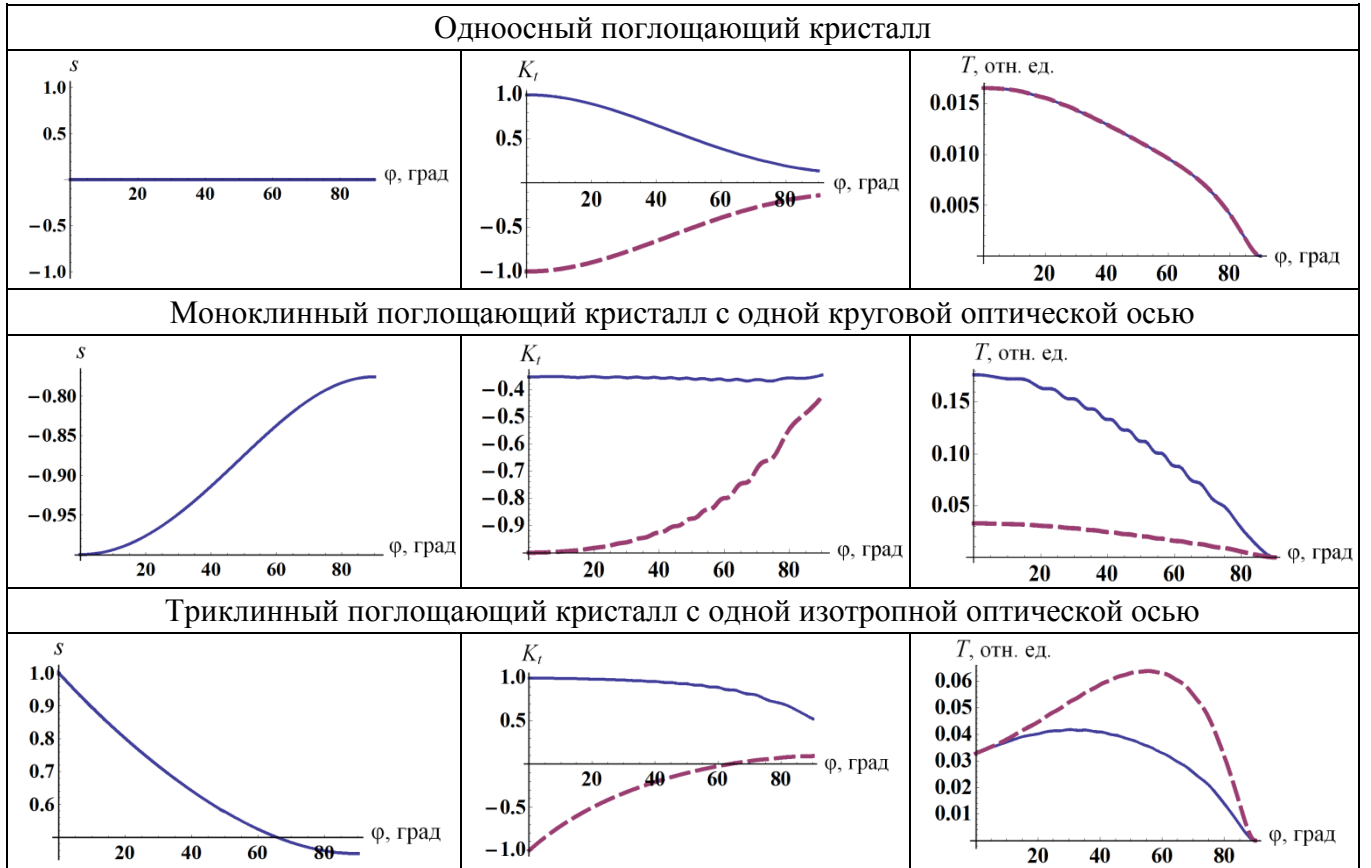 Одноосный поглощающий кристалл
s
1.0
0.5
20 40 60 80
φ, град
−0.5
−1.0
K_t
1.0
0.5
20 40 60 80
φ, град
−0.5
−1.0
T, отн. ед.
0.015
0.010
0.005
20 40 60 80
φ, град
Моноклинный поглощающий кристалл с одной круговой оптической осью
s
−0.80
−0.85
−0.90
−0.95
20 40 60 80
φ, град
K_t
−0.4
−0.5
−0.6
−0.7
−0.8
−0.9
20 40 60 80
φ, град
T, отн. ед.
0.15
0.10
0.05
20 40 60 80
φ, град
Триклинный поглощающий кристалл с одной изотропной оптической осью
s
1.0
0.9
0.8
0.7
0.6
20 40 60 80
φ, град
K_t
1.0
0.5
20 40 60 80
φ, град
−0.5
−1.0
T, отн. ед.
0.06
0.05
0.04
0.03
0.02
0.01
20 40 60 80
φ, град